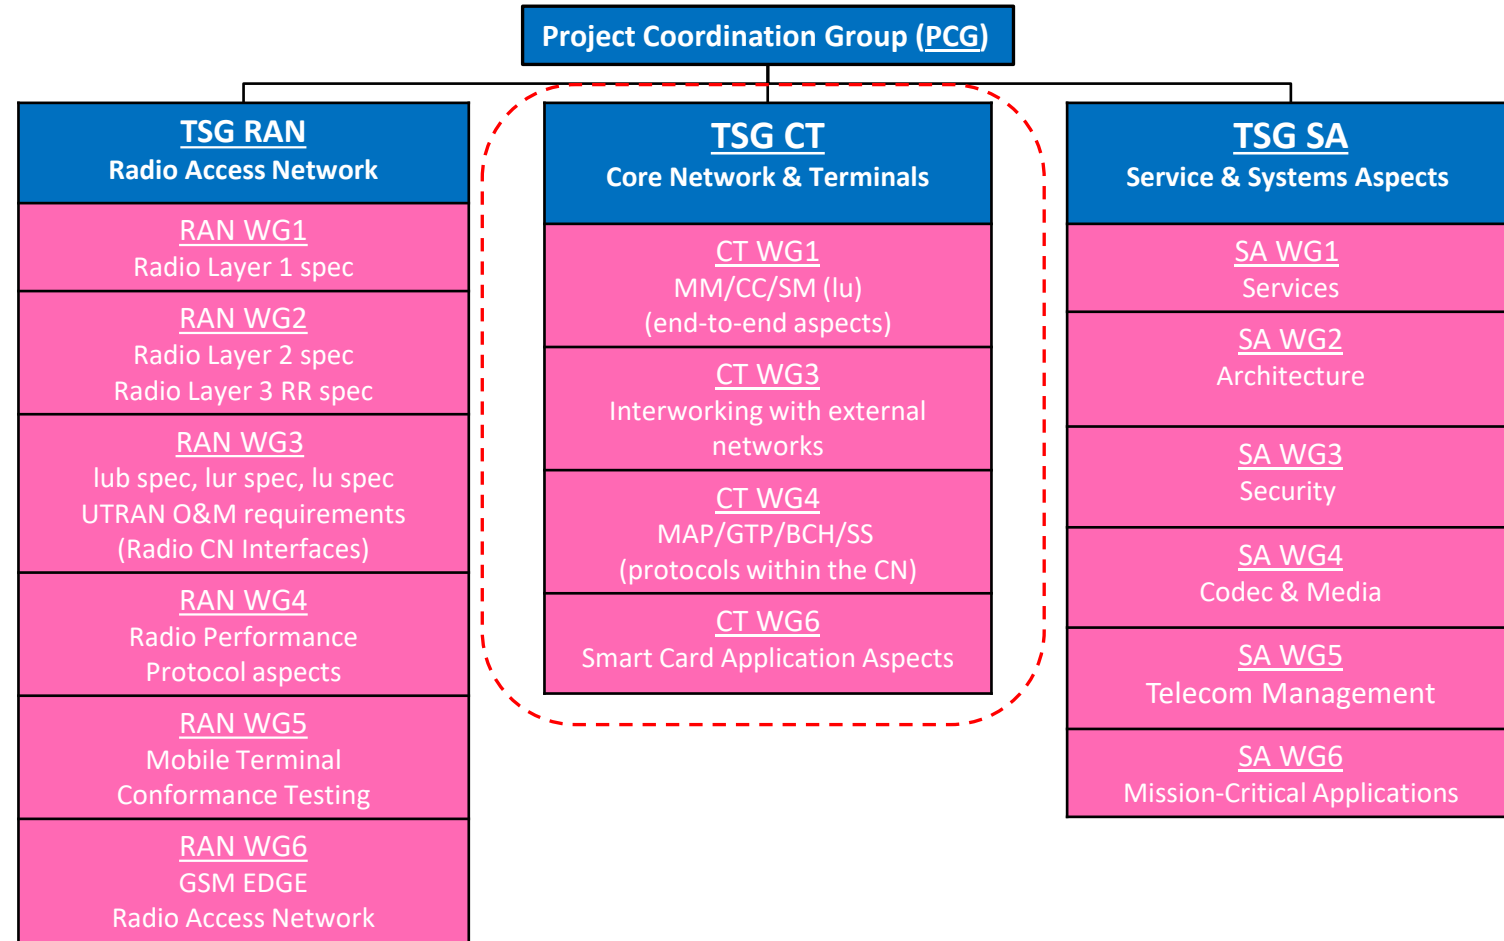 Project Coordination Group (PCG)
TSG RAN
Radio Access Network
RAN WG1
Radio Layer 1 spec
RAN WG2
Radio Layer 2 spec
Radio Layer 3 RR spec
RAN WG3
lub spec, lur spec, lu spec
UTRAN O&M requirements
(Radio CN Interfaces)
RAN WG4
Radio Performance
Protocol aspects
RAN WG5
Mobile Terminal
Conformance Testing
RAN WG6
GSM EDGE
Radio Access Network
TSG CT
Core Network & Terminals
CT WG1
MM/CC/SM (lu)
(end-to-end aspects)
CT WG3
Interworking with external
networks
CT WG4
MAP/GTP/BCH/SS
(protocols within the CN)
CT WG6
Smart Card Application Aspects
TSG SA
Service & Systems Aspects
SA WG1
Services
SA WG2
Architecture
SA WG3
Security
SA WG4
Codec & Media
SA WG5
Telecom Management
SA WG6
Mission-Critical Applications